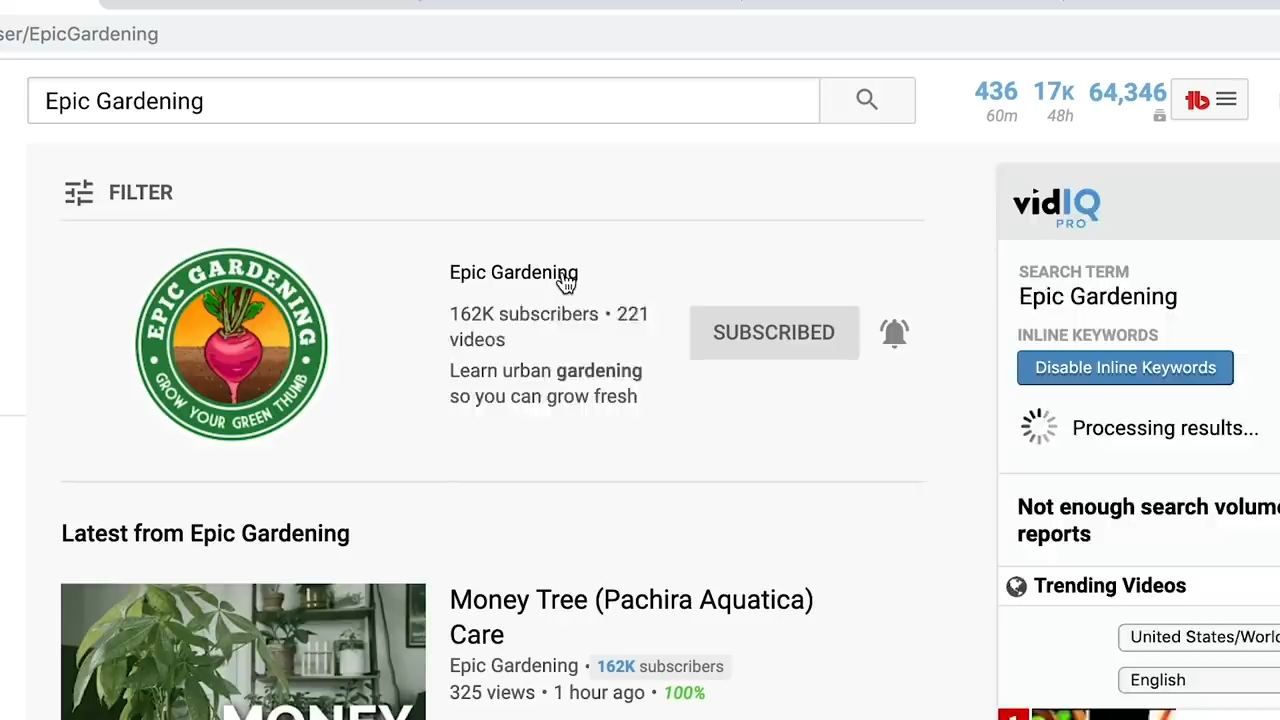 ser/EpicGardening
Epic Gardening
436 17K 64,346
60m 48h
FILTER
EPIC GARDENING
GROW YOUR GREEN THUMB
Epic Gardening
162K subscribers • 221
videos
Learn urban gardening
so you can grow fresh
SUBSCRIBED
Latest from Epic Gardening
MONEY
Money Tree (Pachira Aquatica)
Care
Epic Gardening • 162K subscribers
325 views • 1 hour ago • 100%
vidIQ
PRO
SEARCH TERM
Epic Gardening
INLINE KEYWORDS
Disable Inline Keywords
Processing results...
Not enough search volume
reports
Trending Videos
United States/World
English